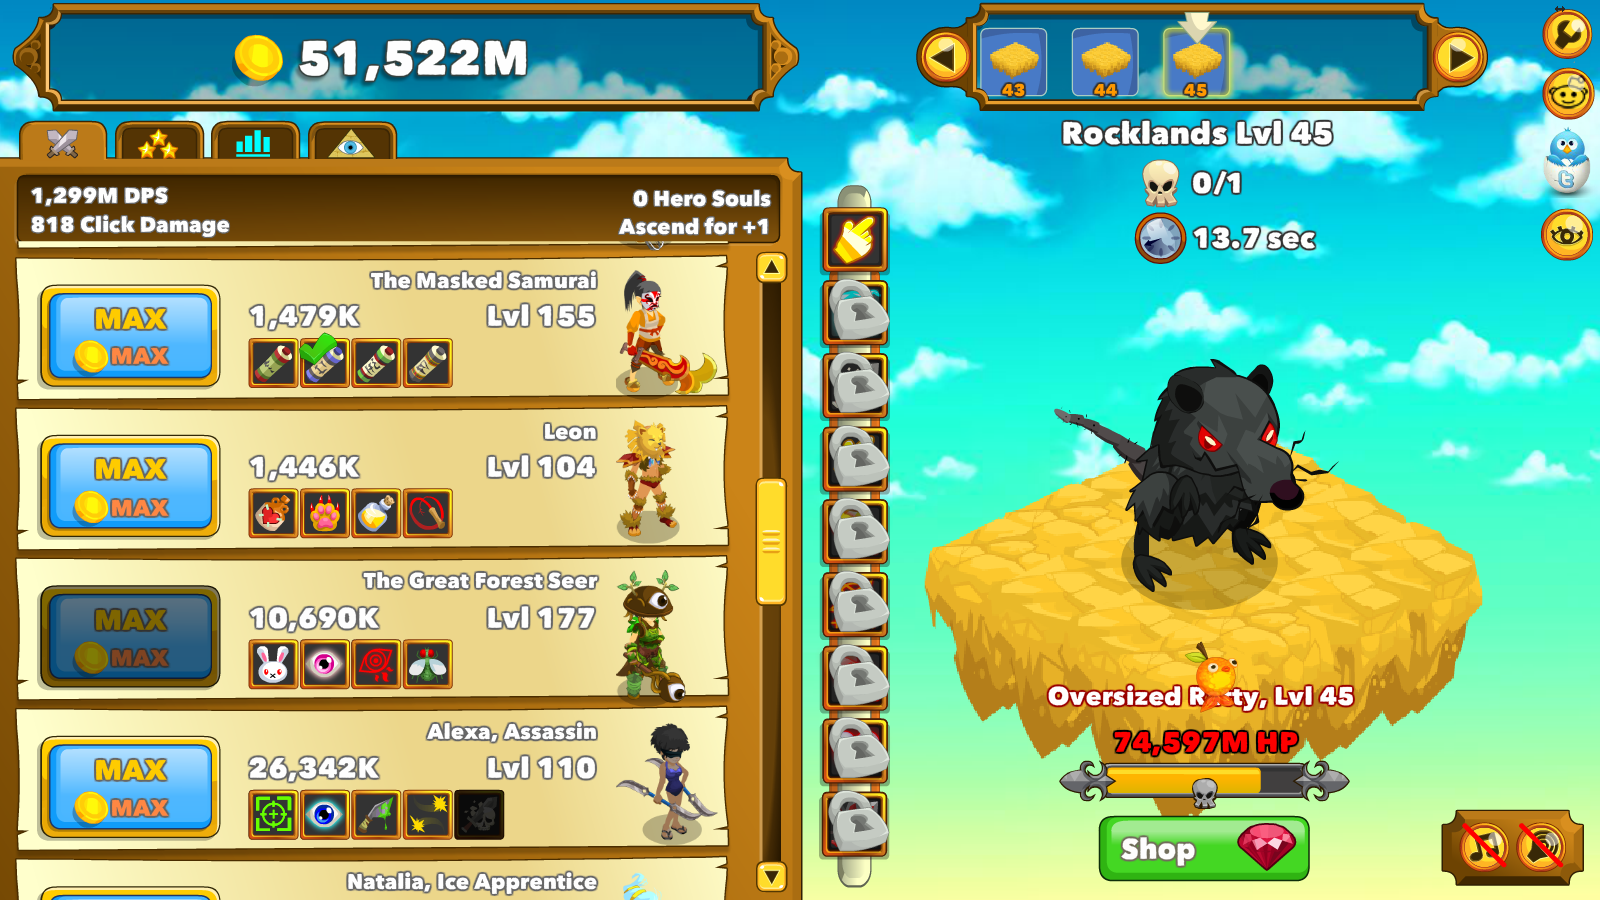 51,522M
43
44
45
Rocklands Lvl 45
0/1
13.7 sec
1,299M DPS
818 Click Damage
0 Hero Souls
Ascend for +1
The Masked Samurai
MAX
MAX
1,479K
Lvl 155
Leon
MAX
MAX
1,446K
Lvl 104
The Great Forest Seer
MAX
MAX
10,690K
Lvl 177
Alexa, Assassin
MAX
MAX
26,342K
Lvl 110
Natalia, Ice Apprentice
Oversized Ratty, Lvl 45
74,597M HP
Shop